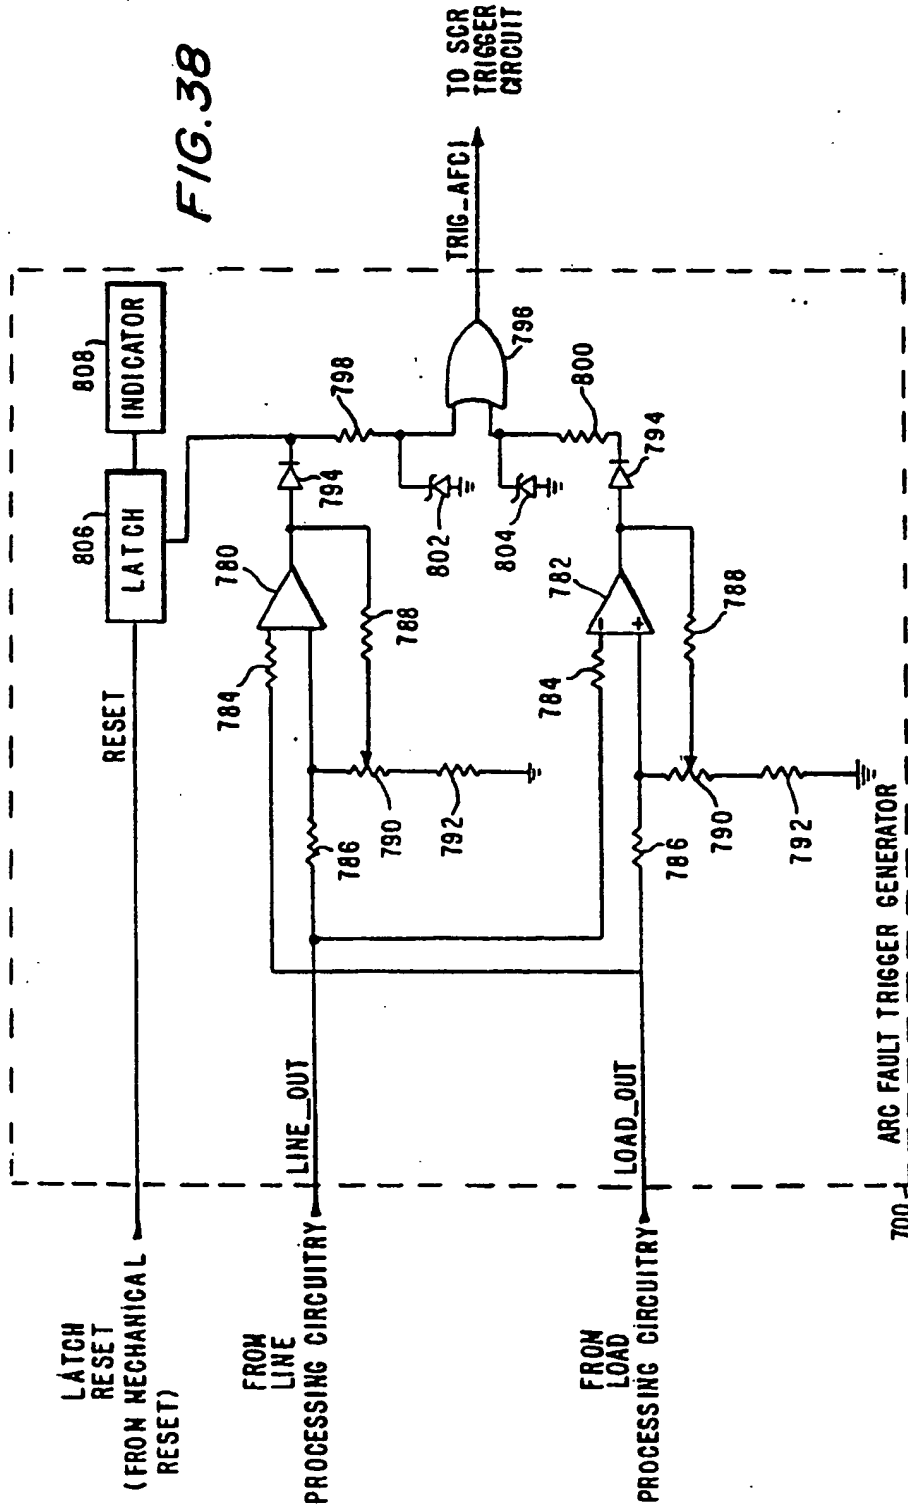 FIG.38
LATCH
RESET
(FROM MECHANICAL
RESET)
RESET
806
LATCH
808
INDICATOR
FROM
LINE
PROCESSING CIRCUITRY
LINE_OUT
784
780
794
798
786
790
792
788
802
804
796
TRIG_AFCI
TO SCR
TRIGGER
CIRCUIT
FROM
LOAD
PROCESSING CIRCUITRY
LOAD_OUT
784
782
-
+
794
800
786
790
792
788
700
ARC FAULT TRIGGER GENERATOR